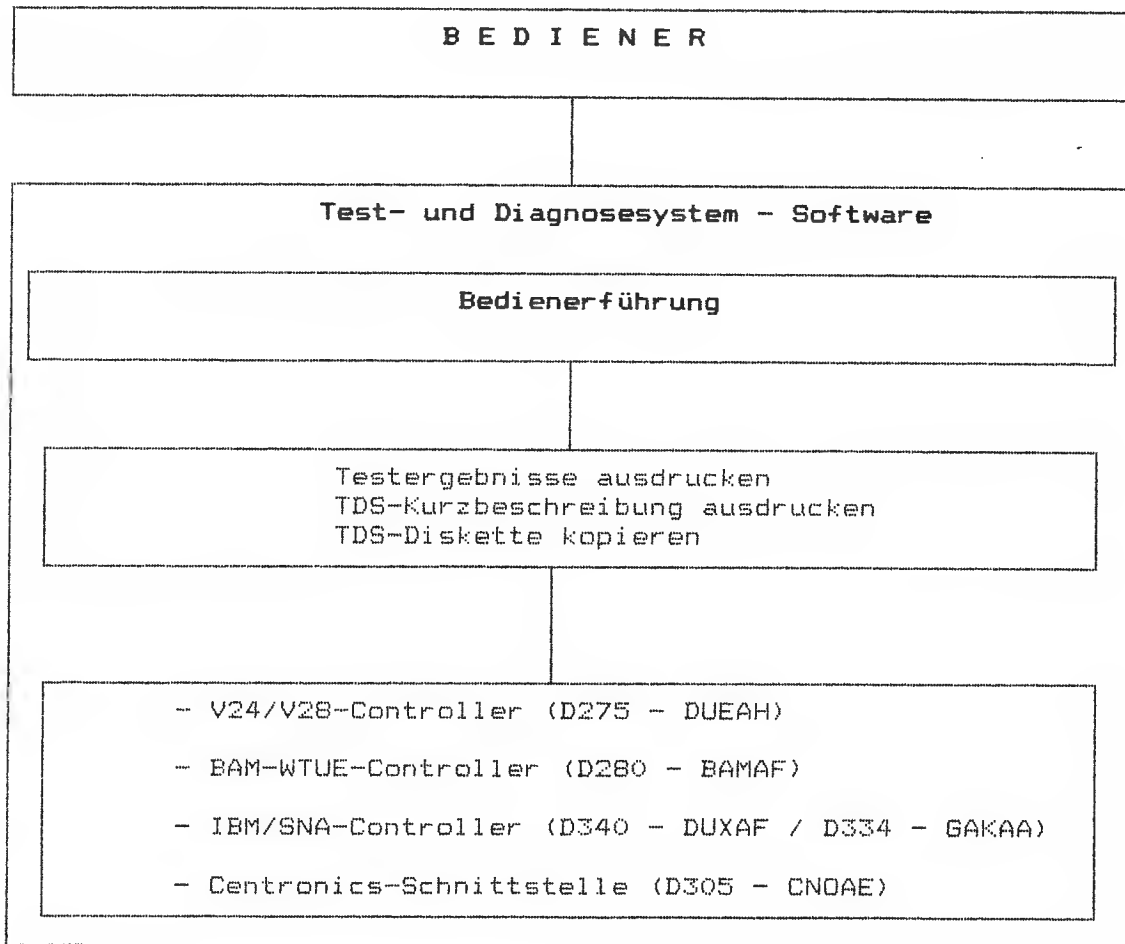 B E D I E N E R
Test- und Diagnosesystem - Software
Bedienerführung
Testergebnisse ausdrucken
TDS-Kurzbeschreibung ausdrucken
TDS-Diskette kopieren
- V24/V28-Controller (D275 - DUEAH)
- BAM-WTUE-Controller (D280 - BAMAF)
- IBM/SNA-Controller (D340 - DUXAF / D334 - GAKAA)
- Centronics-Schnittstelle (D305 - CNOAE)